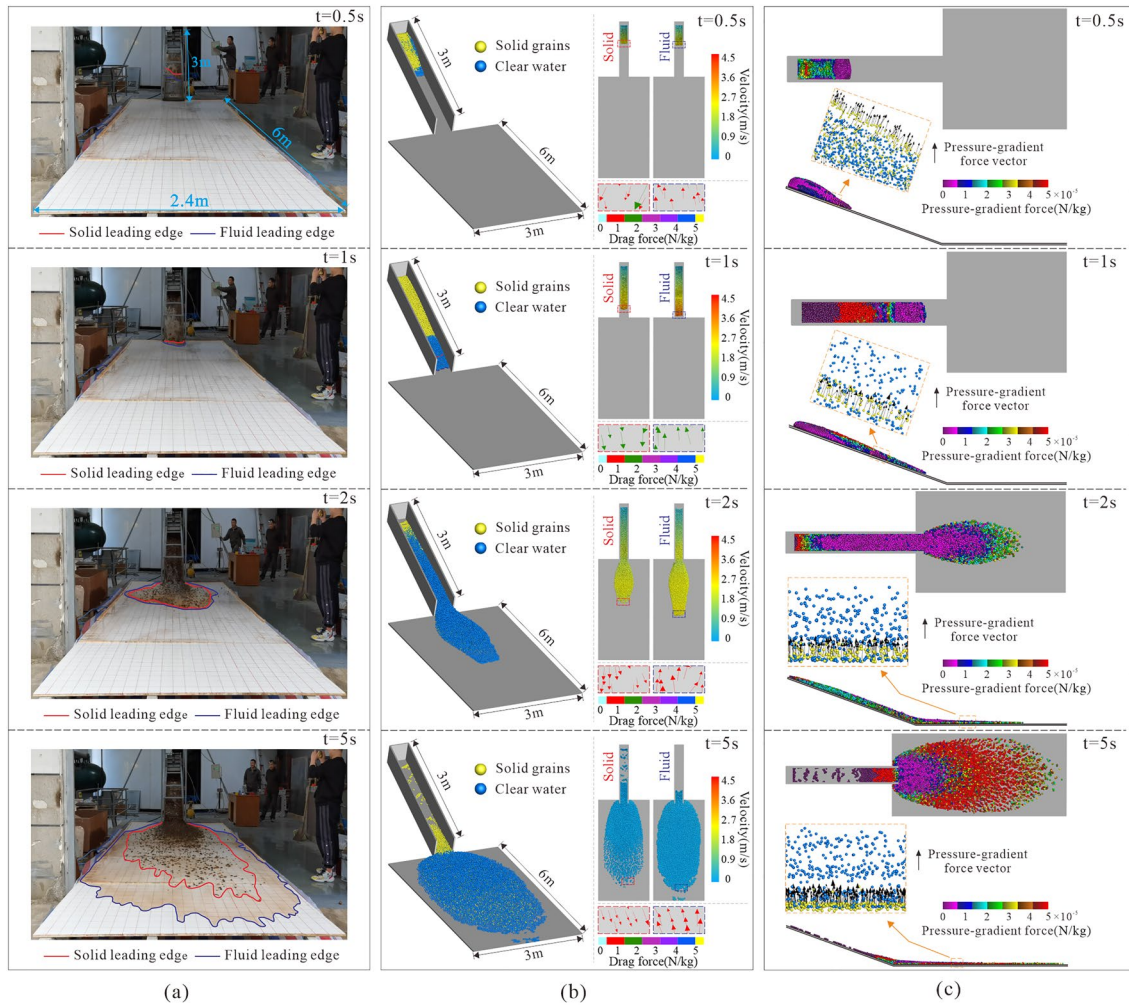 t=0.5s
3m
6m
2.4m
Solid leading edge
Fluid leading edge
t=1s
Solid leading edge
Fluid leading edge
t=2s
Solid leading edge
Fluid leading edge
t=5s
Solid leading edge
Fluid leading edge
(a)
t=0.5s
Solid grains
Clear water
3m
6m
3m
Solid
Fluid
4.5
3.6
2.7
1.8
0.9
0
Velocity(m/s)
0 1 2 3 4 5
Drag force(N/kg)
t=1s
Solid grains
Clear water
3m
6m
3m
Solid
Fluid
4.5
3.6
2.7
1.8
0.9
0
Velocity(m/s)
0 1 2 3 4 5
Drag force(N/kg)
t=2s
Solid grains
Clear water
3m
6m
3m
Solid
Fluid
4.5
3.6
2.7
1.8
0.9
0
Velocity(m/s)
0 1 2 3 4 5
Drag force(N/kg)
t=5s
Solid grains
Clear water
3m
6m
3m
Solid
Fluid
4.5
3.6
2.7
1.8
0.9
0
Velocity(m/s)
0 1 2 3 4 5
Drag force(N/kg)
(b)
t=0.5s
Pressure-gradient
force vector
0 1 2 3 4 5×10⁻⁵
Pressure-gradient force(N/kg)
t=1s
Pressure-gradient
force vector
0 1 2 3 4 5×10⁻⁵
Pressure-gradient force(N/kg)
t=2s
Pressure-gradient
force vector
0 1 2 3 4 5×10⁻⁵
Pressure-gradient force(N/kg)
t=5s
Pressure-gradient
force vector
0 1 2 3 4 5×10⁻⁵
Pressure-gradient force(N/kg)
(c)